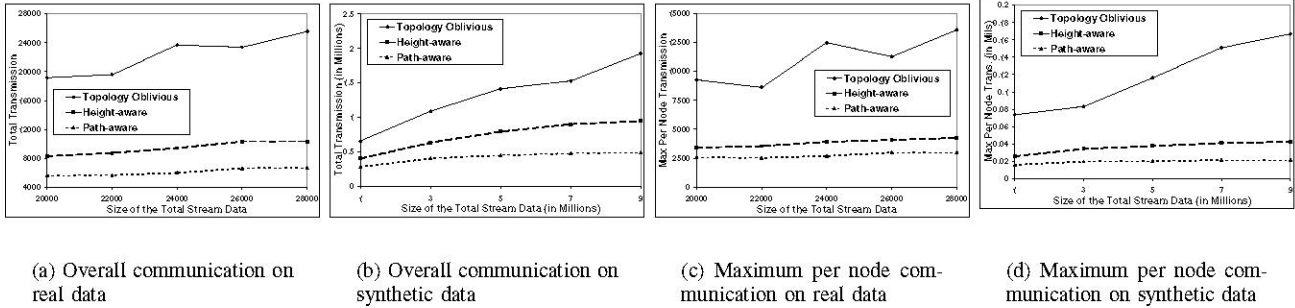 28000
24000
20000
16000
12000
8000
4000
Total Transmission
Topology Oblivious
Height-aware
Path-aware
20000 22000 24000 26000 28000
Size of the Total Stream Data
2.5
2
1.5
1
0.5
0
Total Transmission (in Millions)
Topology Oblivious
Height-aware
Path-aware
1 3 5 7 9
Size of the Total Stream Data (in Millions)
15000
12500
10000
7500
5000
2500
0
Max Per Node Transmission
Topology Oblivious
Height-aware
Path-aware
20000 22000 24000 26000 28000
Size of the Total Stream Data
0.2
0.18
0.16
0.14
0.12
0.1
0.08
0.06
0.04
0.02
0
Max Per Node Trans. (in Mils)
Topology Oblivious
Height-aware
Path-aware
1 3 5 7 9
Size of the Total Stream Data (in Millions)
(a) Overall communication on
real data
(b) Overall communication on
synthetic data
(c) Maximum per node com-
munication on real data
(d) Maximum per node com-
munication on synthetic data